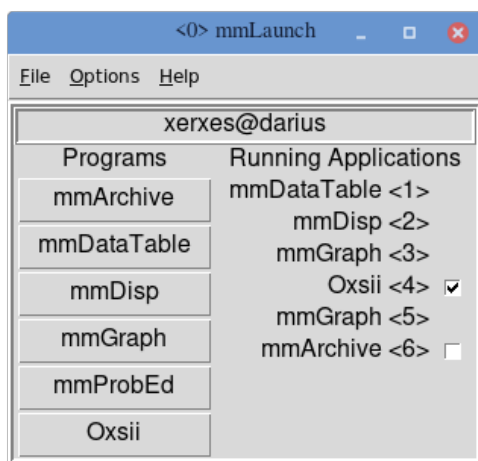 <0> mmLaunch
File Options Help
xerxes@darius
Programs
mmArchive
mmDataTable
mmDisp
mmGraph
mmProbEd
Oxsii
Running Applications
mmDataTable <1>
mmDisp <2>
mmGraph <3>
Oxsii <4>
mmGraph <5>
mmArchive <6>